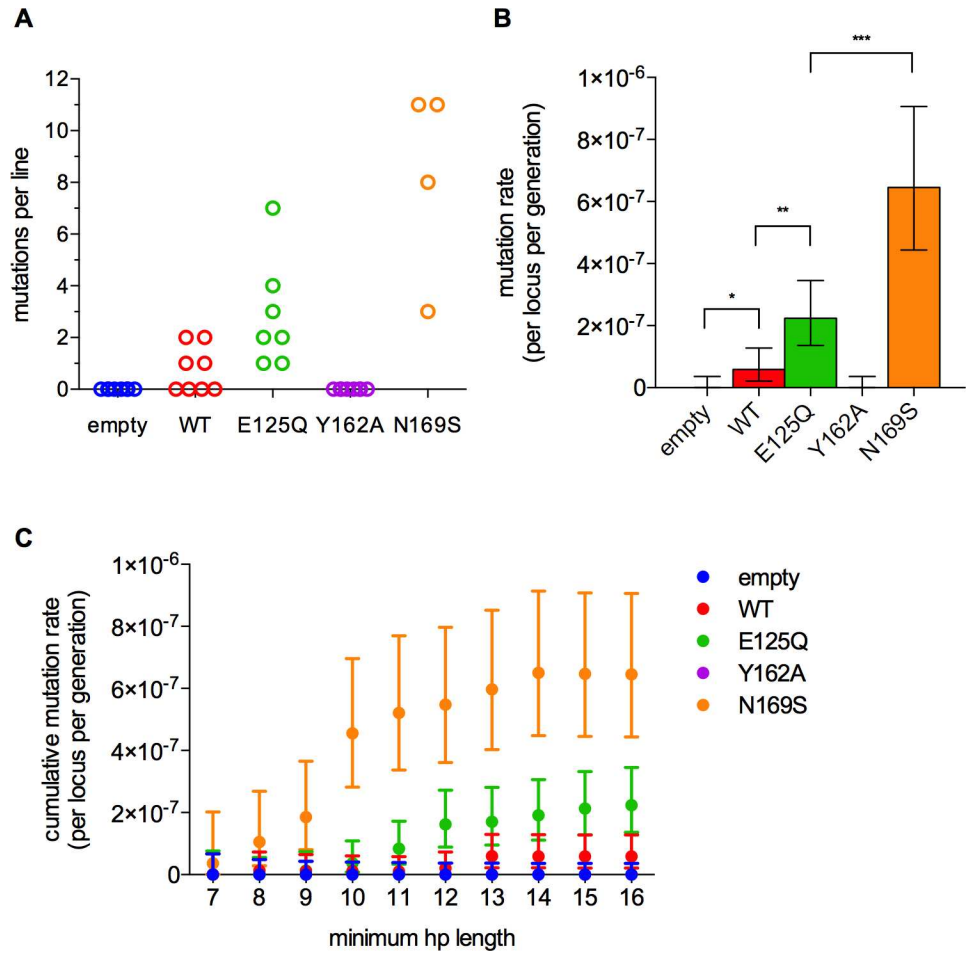 A
mutations per line
12
10
8
6
4
2
0
empty WT E125Q Y162A N169S
B
mutation rate
(per locus per generation)
1×10-6
8×10-7
6×10-7
4×10-7
2×10-7
0
*
**
***
empty
WT
E125Q
Y162A
N169S
C
cumulative mutation rate
(per locus per generation)
1×10-6
8×10-7
6×10-7
4×10-7
2×10-7
0
7 8 9 10 11 12 13 14 15 16
minimum hp length
empty
WT
E125Q
Y162A
N169S